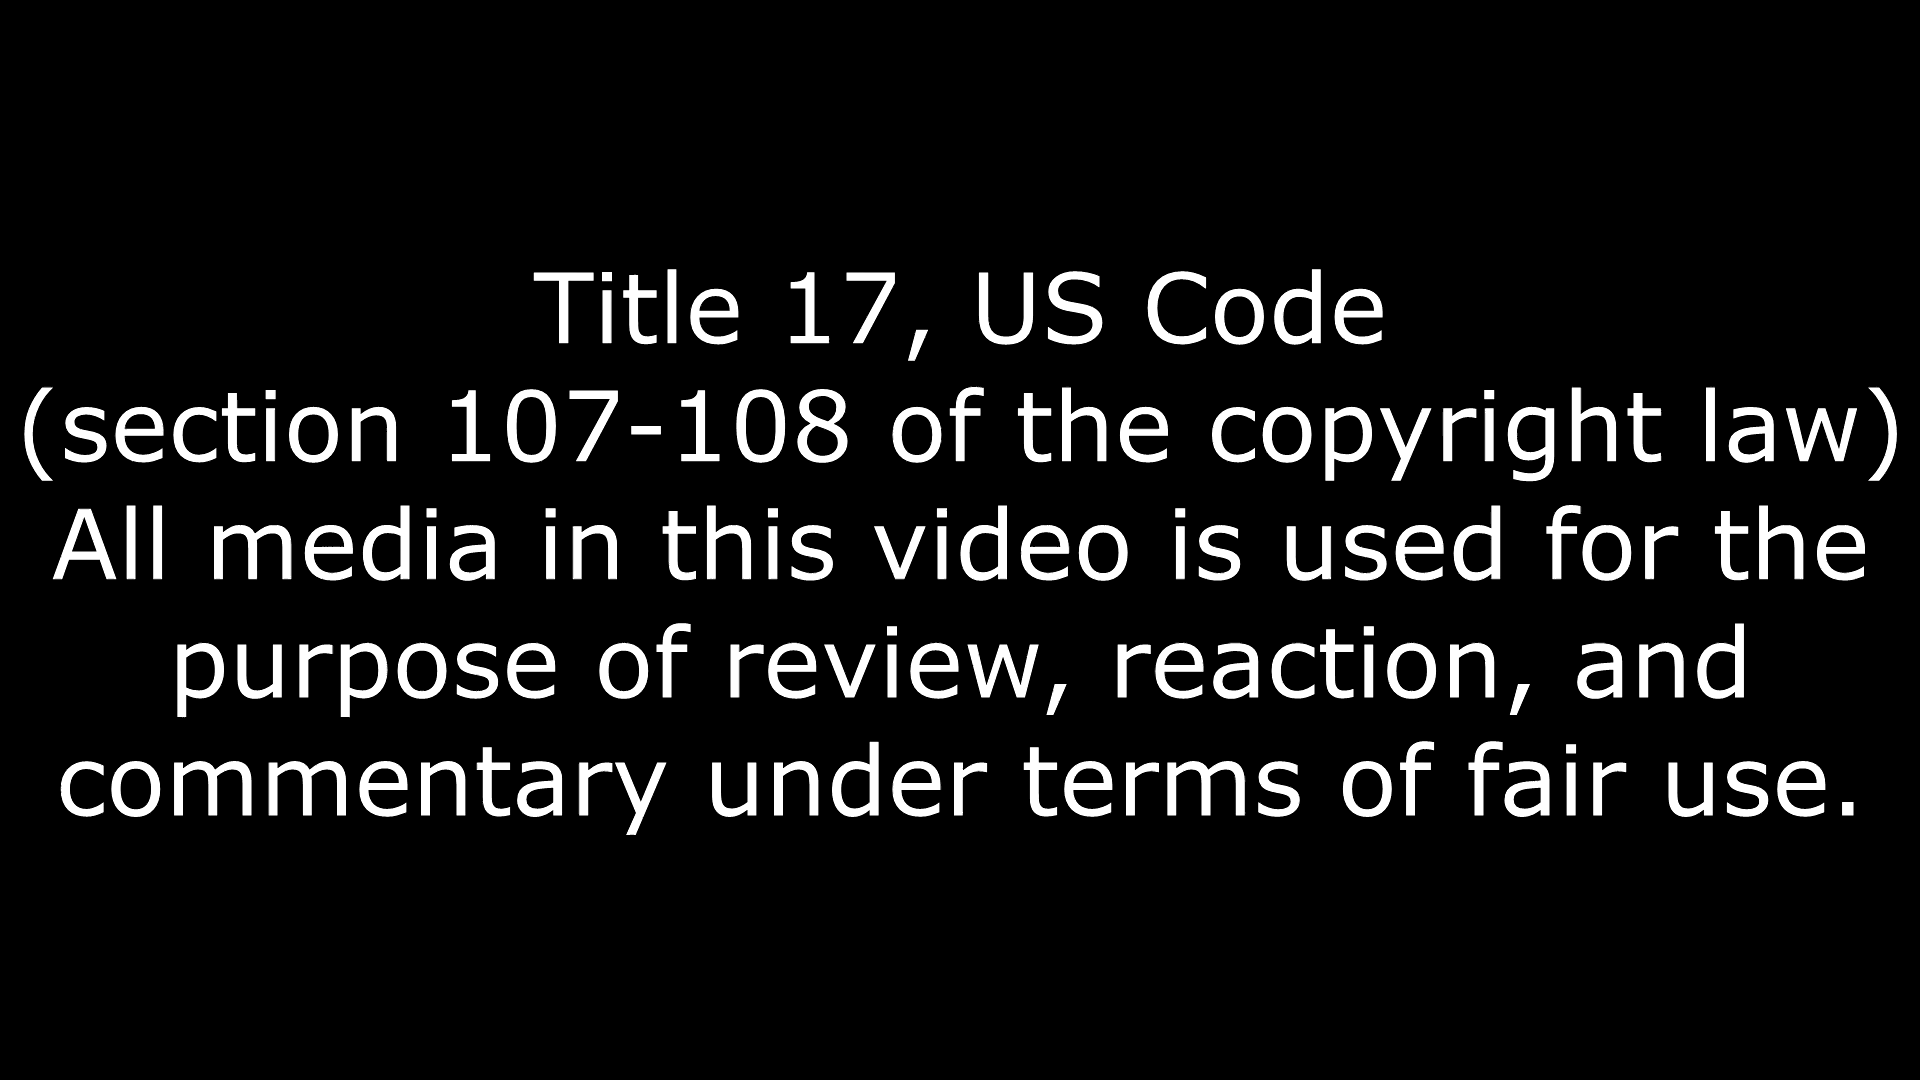 Title 17, US Code
(section 107-108 of the copyright law)
All media in this video is used for the
purpose of review, reaction, and
commentary under terms of fair use.